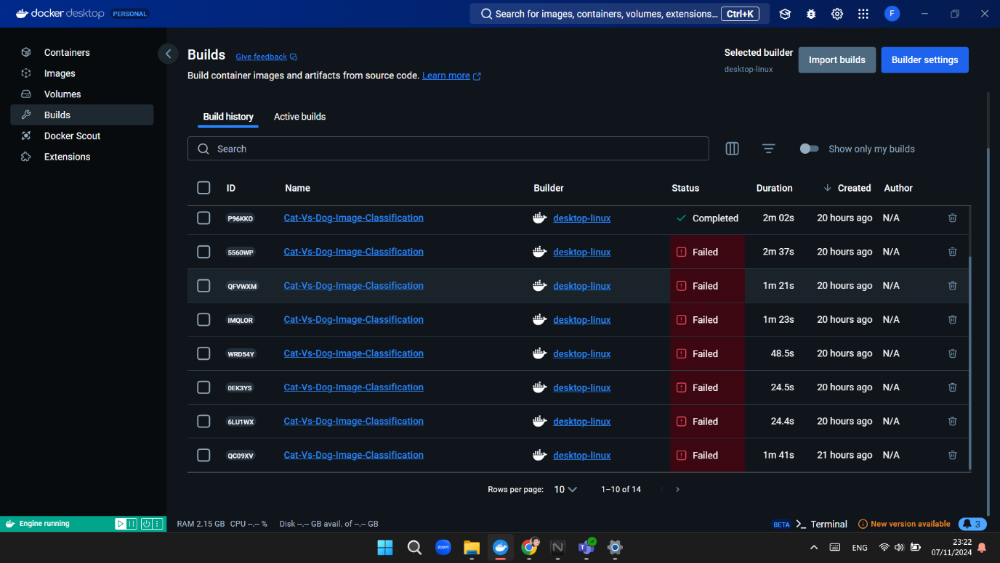 docker desktop PERSONAL
Search for images, containers, volumes, extensions... Ctrl+K
F
Containers
Images
Volumes
Builds
Docker Scout
Extensions
Builds Give feedback
Build container images and artifacts from source code. Learn more
Selected builder
desktop-linux
Import builds
Builder settings
Build history Active builds
Search
Show only my builds
ID Name Builder Status Duration Created Author
P96KKO Cat-Vs-Dog-Image-Classification desktop-linux Completed 2m 02s 20 hours ago N/A
5560WP Cat-Vs-Dog-Image-Classification desktop-linux Failed 2m 37s 20 hours ago N/A
QFVWXM Cat-Vs-Dog-Image-Classification desktop-linux Failed 1m 21s 20 hours ago N/A
IMQLOR Cat-Vs-Dog-Image-Classification desktop-linux Failed 1m 23s 20 hours ago N/A
WRD54Y Cat-Vs-Dog-Image-Classification desktop-linux Failed 48.5s 20 hours ago N/A
0EK3YS Cat-Vs-Dog-Image-Classification desktop-linux Failed 24.5s 20 hours ago N/A
6LU1WX Cat-Vs-Dog-Image-Classification desktop-linux Failed 24.4s 20 hours ago N/A
QC09XV Cat-Vs-Dog-Image-Classification desktop-linux Failed 1m 41s 21 hours ago N/A
Rows per page: 10 1–10 of 14
Engine running RAM 2.15 GB CPU --.-- % Disk --.-- GB avail. of --.-- GB BETA Terminal New version available 3
zoom
ENG
23:22
07/11/2024